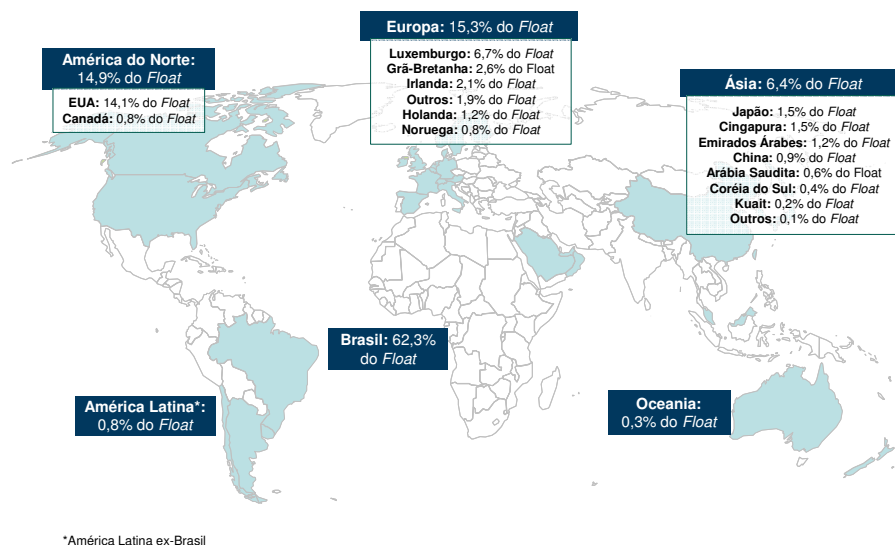 Europa: 15,3% do Float
Luxemburgo: 6,7% do Float
Grã-Bretanha: 2,6% do Float
Irlanda: 2,1% do Float
Outros: 1,9% do Float
Holanda: 1,2% do Float
Noruega: 0,8% do Float
América do Norte:
14,9% do Float
EUA: 14,1% do Float
Canadá: 0,8% do Float
Ásia: 6,4% do Float
Japão: 1,5% do Float
Cingapura: 1,5% do Float
Emirados Árabes: 1,2% do Float
China: 0,9% do Float
Arábia Saudita: 0,6% do Float
Coréia do Sul: 0,4% do Float
Kuait: 0,2% do Float
Outros: 0,1% do Float
Brasil: 62,3%
do Float
América Latina*:
0,8% do Float
Oceania:
0,3% do Float
*América Latina ex-Brasil